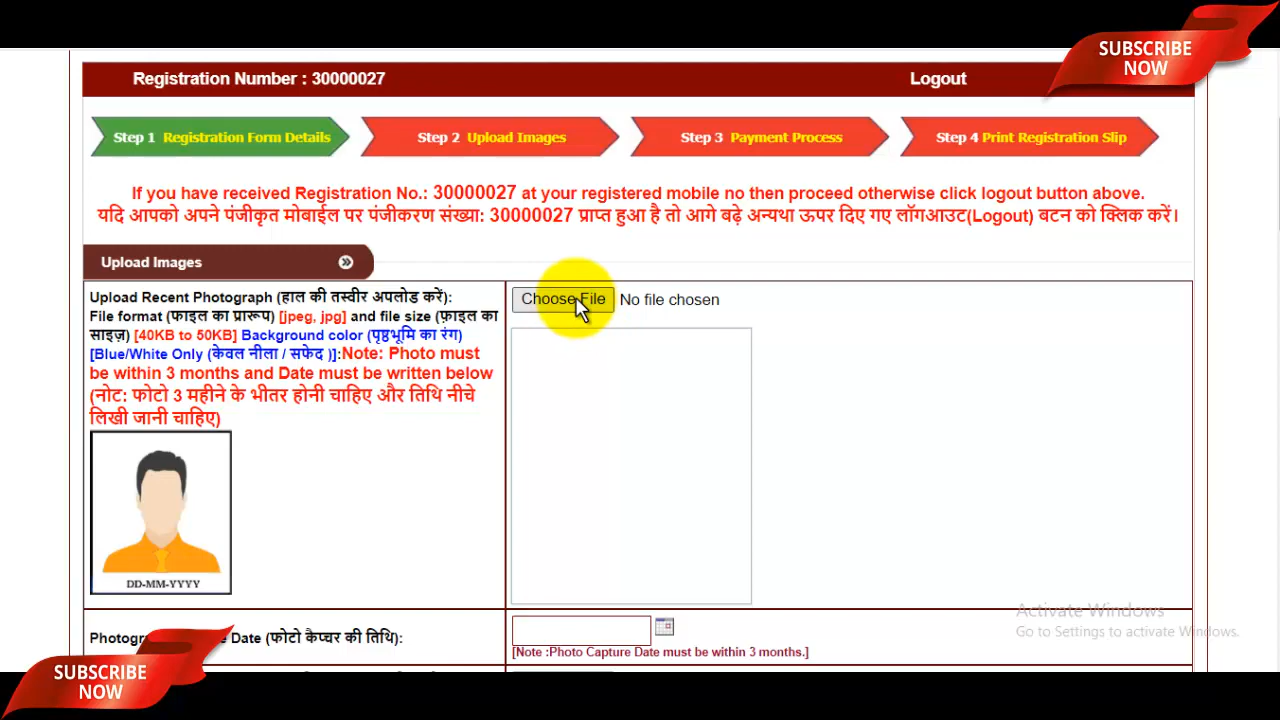 SUBSCRIBE
NOW
Registration Number : 30000027
Logout
Step 1 Registration Form Details
Step 2 Upload Images
Step 3 Payment Process
Step 4 Print Registration Slip
If you have received Registration No.: 30000027 at your registered mobile no then proceed otherwise click logout button above.
यदि आपको अपने पंजीकृत मोबाईल पर पंजीकरण संख्या: 30000027 प्राप्त हुआ है तो आगे बढ़े अन्यथा ऊपर दिए गए लॉगआउट(Logout) बटन को क्लिक करें।
Upload Images
Upload Recent Photograph (हाल की तस्वीर अपलोड करें):
File format (फाइल का प्रारूप) [jpeg, jpg] and file size (फ़ाइल का
साइज़) [40KB to 50KB] Background color (पृष्ठभूमि का रंग)
[Blue/White Only (केवल नीला / सफेद )]:Note: Photo must
be within 3 months and Date must be written below
(नोट: फोटो 3 महीने के भीतर होनी चाहिए और तिथि नीचे
लिखी जानी चाहिए)
DD-MM-YYYY
Choose File No file chosen
Date (फोटो कैप्चर की तिथि):
[Note :Photo Capture Date must be within 3 months.]
Activate Windows
Go to Settings to activate Windows.
SUBSCRIBE
NOW